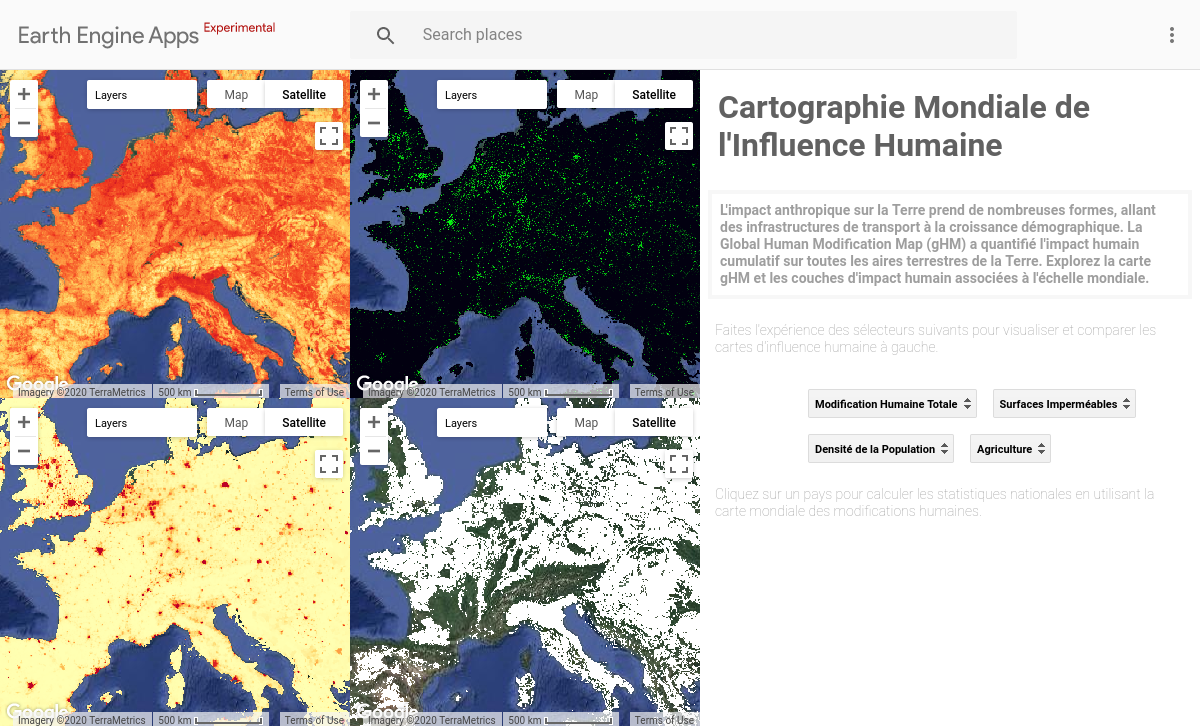 Earth Engine Apps Experimental
Search places
Layers
Map Satellite
Google
Imagery ©2020 TerraMetrics 500 km Terms of Use
Layers
Map Satellite
Google
Imagery ©2020 TerraMetrics 500 km Terms of Use
Layers
Map Satellite
Google
Imagery ©2020 TerraMetrics 500 km Terms of Use
Layers
Map Satellite
Google
Imagery ©2020 TerraMetrics 500 km Terms of Use
Cartographie Mondiale de
l'Influence Humaine
L'impact anthropique sur la Terre prend de nombreuses formes, allant
des infrastructures de transport à la croissance démographique. La
Global Human Modification Map (gHM) a quantifié l'impact humain
cumulatif sur toutes les aires terrestres de la Terre. Explorez la carte
gHM et les couches d'impact humain associées à l'échelle mondiale.
Faites l'expérience des sélecteurs suivants pour visualiser et comparer les
cartes d'influence humaine à gauche.
Modification Humaine Totale
Surfaces Imperméables
Densité de la Population
Agriculture
Cliquez sur un pays pour calculer les statistiques nationales en utilisant la
carte mondiale des modifications humaines.